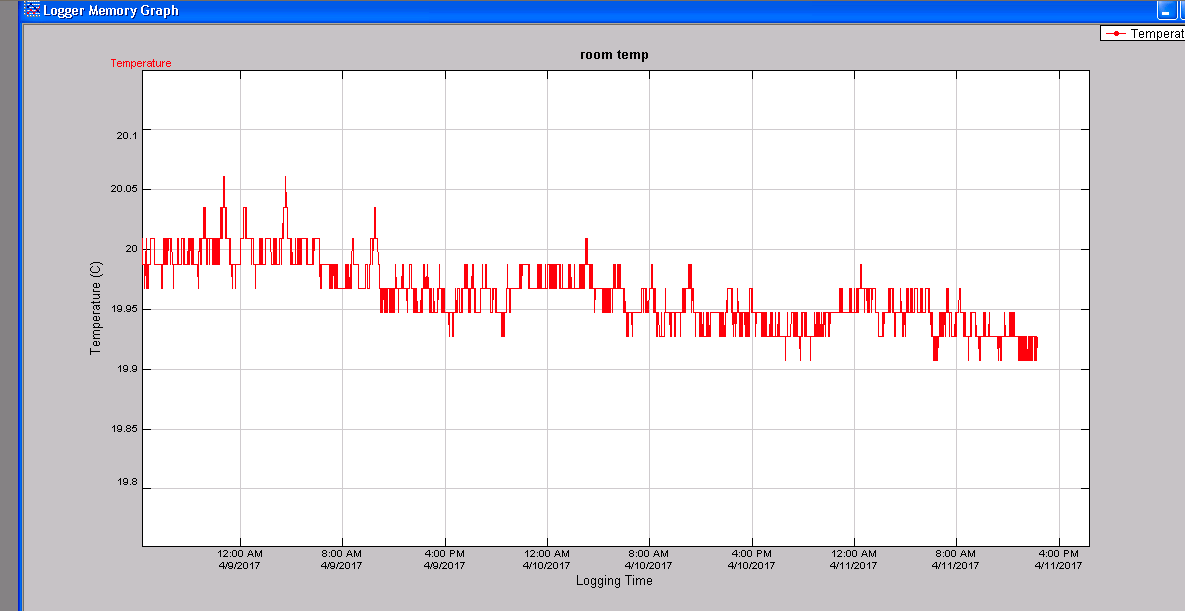 Logger Memory Graph
Temperat
room temp
Temperature
20.1
20.05
20
19.95
19.9
19.85
19.8
Temperature (C)
12:00 AM 8:00 AM 4:00 PM 12:00 AM 8:00 AM 4:00 PM 12:00 AM 8:00 AM 4:00 PM
4/9/2017 4/9/2017 4/9/2017 4/10/2017 4/10/2017 4/10/2017 4/11/2017 4/11/2017 4/11/2017
Logging Time